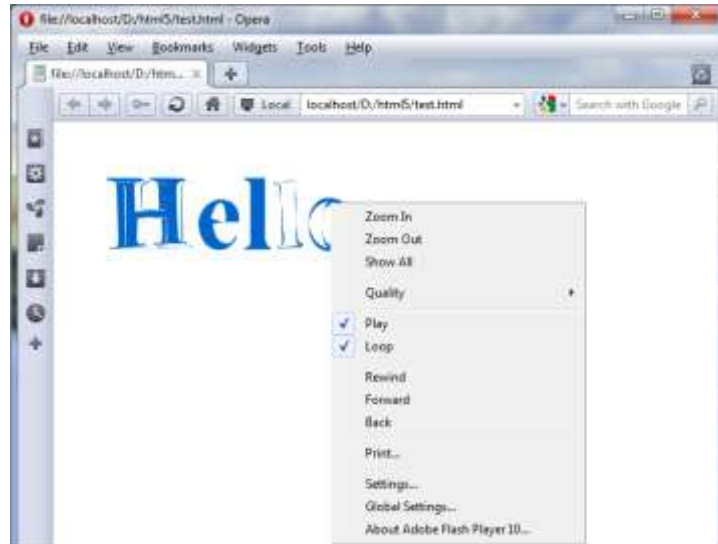 file://localhost/D:/html5/test.html - Opera
File Edit View Bookmarks Widgets Tools Help
file://localhost/D:/htm...
Local localhost/D:/html5/test.html Search with Google
Hello
Zoom In
Zoom Out
Show All
Quality
Play
Loop
Rewind
Forward
Back
Print...
Settings...
Global Settings...
About Adobe Flash Player 10...